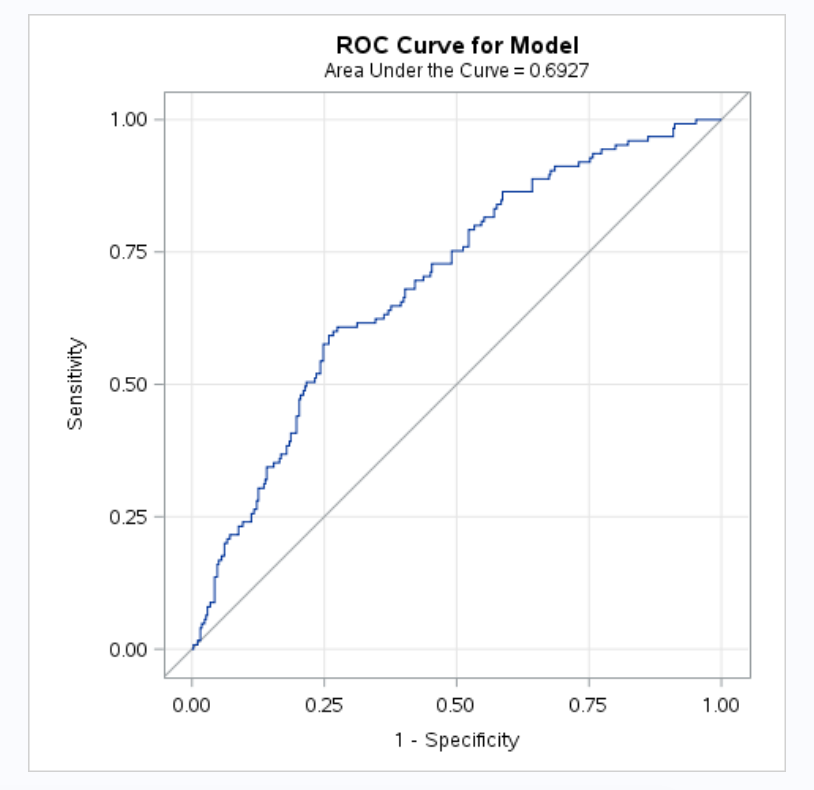 ROC Curve for Model
Area Under the Curve = 0.6927
1.00
0.75
0.50
0.25
0.00
Sensitivity
0.00 0.25 0.50 0.75 1.00
1 - Specificity